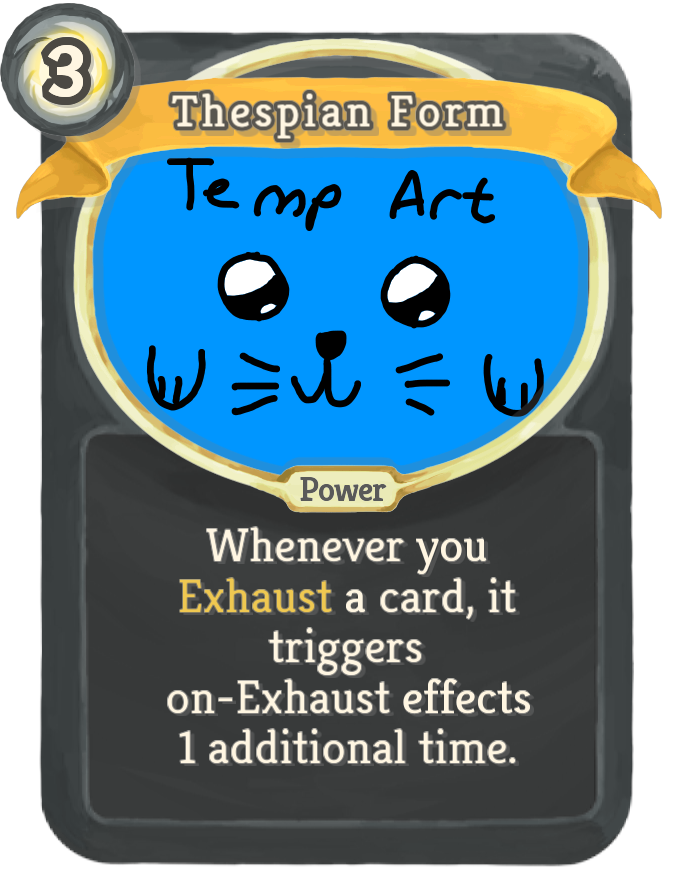 3
Thespian Form
Temp Art
Power
Whenever you
Exhaust a card, it
triggers
on-Exhaust effects
1 additional time.